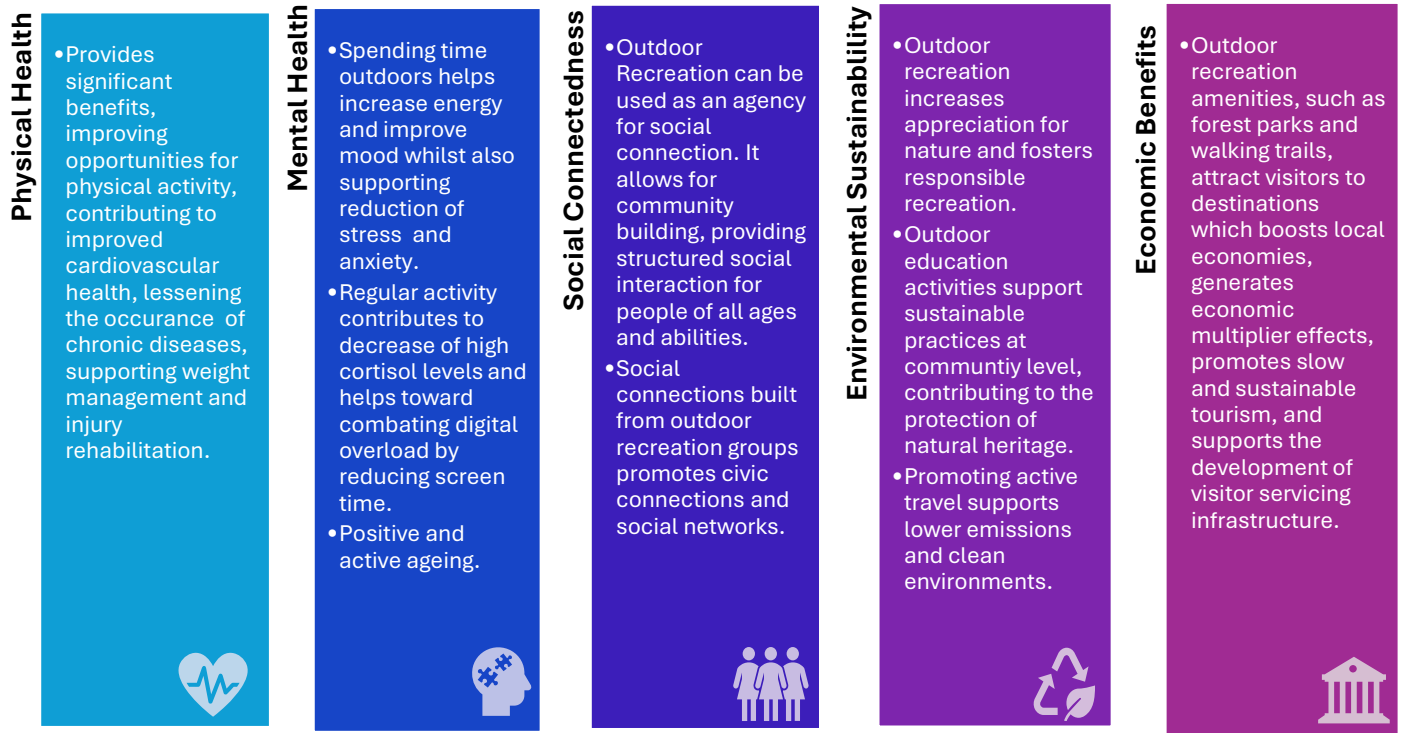 Physical Health
•Provides
significant
benefits,
improving
opportunities for
physical activity,
contributing to
improved
cardiovascular
health, lessening
the occurance  of
chronic diseases,
supporting weight
management and
injury
rehabilitation.
Mental Health
•Spending time
outdoors helps
increase energy
and improve
mood whilst also
supporting
reduction of
stress  and
anxiety.
•Regular activity
contributes to
decrease of high
cortisol levels and
helps toward
combating digital
overload by
reducing screen
time.
•Positive and
active ageing.
Social Connectedness
•Outdoor
Recreation can be
used as an agency
for social
connection. It
allows for
community
building, providing
structured social
interaction for
people of all ages
and abilities.
•Social
connections built
from outdoor
recreation groups
promotes civic
connections and
social networks.
Environmental Sustainability
•Outdoor
recreation
increases
appreciation for
nature and fosters
responsible
recreation.
•Outdoor
education
activities support
sustainable
practices at
communtiy level,
contributing to the
protection of
natural heritage.
•Promoting active
travel supports
lower emissions
and clean
environments.
Economic Benefits
•Outdoor
recreation
amenities, such as
forest parks and
walking trails,
attract visitors to
destinations
which boosts local
economies,
generates
economic
multiplier effects,
promotes slow
and sustainable
tourism, and
supports the
development of
visitor servicing
infrastructure.